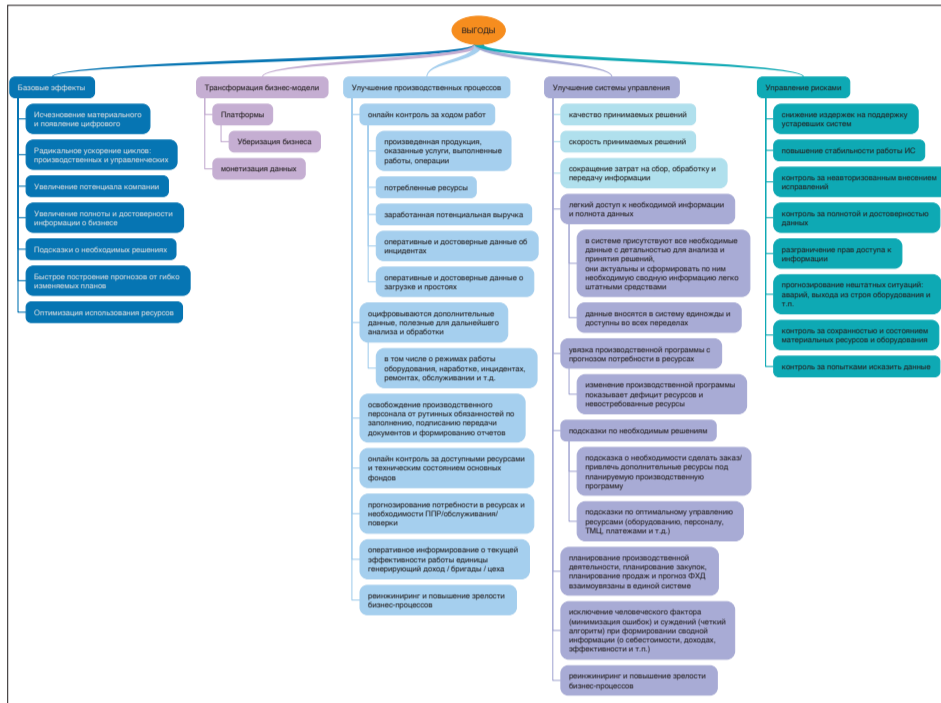 ВЫГОДЫ
Базовые эффекты
Исчезновение материального
и появление цифрового
Радикальное ускорение циклов:
производственных и управленческих
Увеличение потенциала компании
Увеличение полноты и достоверности
информации о бизнесе
Подсказки о необходимых решениях
Быстрое построение прогнозов от гибко
изменяемых планов
Оптимизация использования ресурсов
Трансформация бизнес-модели
Платформы
Уберизация бизнеса
монетизация данных
Улучшение производственных процессов
онлайн контроль за ходом работ
произведенная продукция,
оказанные услуги, выполненные
работы, операции
потребленные ресурсы
заработанная потенциальная выручка
оперативные и достоверные данные об
инцидентах
оперативные и достоверные данные о
загрузке и простоях
оцифровываются дополнительные
данные, полезные для дальнейшего
анализа и обработки
в том числе о режимах работы
оборудования, наработке, инцидентах,
ремонтах, обслуживании и т.д.
освобождение производственного
персонала от рутинных обязанностей по
заполнению, подписанию передачи
документов и формированию отчетов
онлайн контроль за доступными ресурсами
и техническим состоянием основных
фондов
прогнозирование потребности в ресурсах и
необходимости ППР/обслуживания/
поверки
оперативное информирование о текущей
эффективности работы единицы
генерирующий доход / бригады / цеха
реинжиниринг и повышение зрелости
бизнес-процессов
Улучшение системы управления
качество принимаемых решений
скорость принимаемых решений
сокращение затрат на сбор, обработку и
передачу информации
легкий доступ к необходимой информации
и полнота данных
в системе присутствуют все необходимые
данные с детальностью для анализа и
принятия решений,
они актуальны и сформировать по ним
необходимую сводную информацию легко
штатными средствами
данные вносятся в систему единожды и
доступны во всех переделах
увязка производственной программы с
прогнозом потребности в ресурсах
изменение производственной программы
показывает дефицит ресурсов и
невостребованные ресурсы
подсказки по необходимым решениям
подсказка о необходимости сделать заказ/
привлечь дополнительные ресурсы под
планируемую производственную
программу
подсказки по оптимальному управлению
ресурсами (оборудованию, персоналу,
ТМЦ, платежами и т.д.)
планирование производственной
деятельности, планирование закупок,
планирование продаж и прогноз ФХД
взаимоувязаны в единой системе
исключение человеческого фактора
(минимизация ошибок) и суждений (четкий
алгоритм) при формировании сводной
информации (о себестоимости, доходах,
эффективности и т.п.)
реинжиниринг и повышение зрелости
бизнес-процессов
Управление рисками
снижение издержек на поддержку
устаревших систем
повышение стабильности работы ИС
контроль за неавторизованным внесением
исправлений
контроль за полнотой и достоверностью
данных
разграничение прав доступа к
информации
прогнозирование нештатных ситуаций:
аварий, выхода из строя оборудования и
т.п.
контроль за сохранностью и состоянием
материальных ресурсов и оборудования
контроль за попытками исказить данные